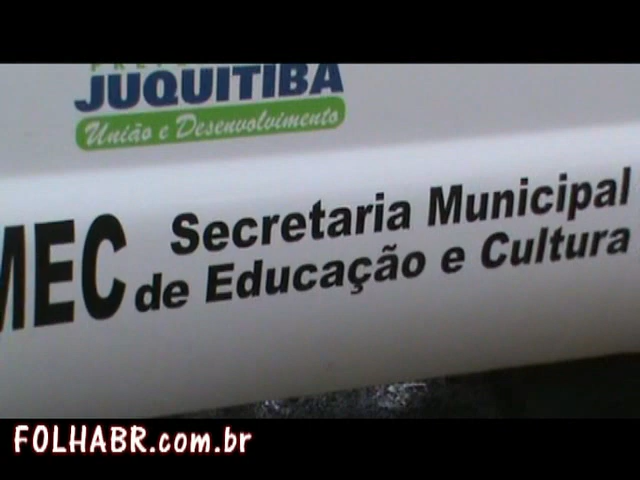 JUQUITIBA
União e Desenvolvimento
MEC Secretaria Municipal
de Educação e Cultura
FOLHABR.com.br